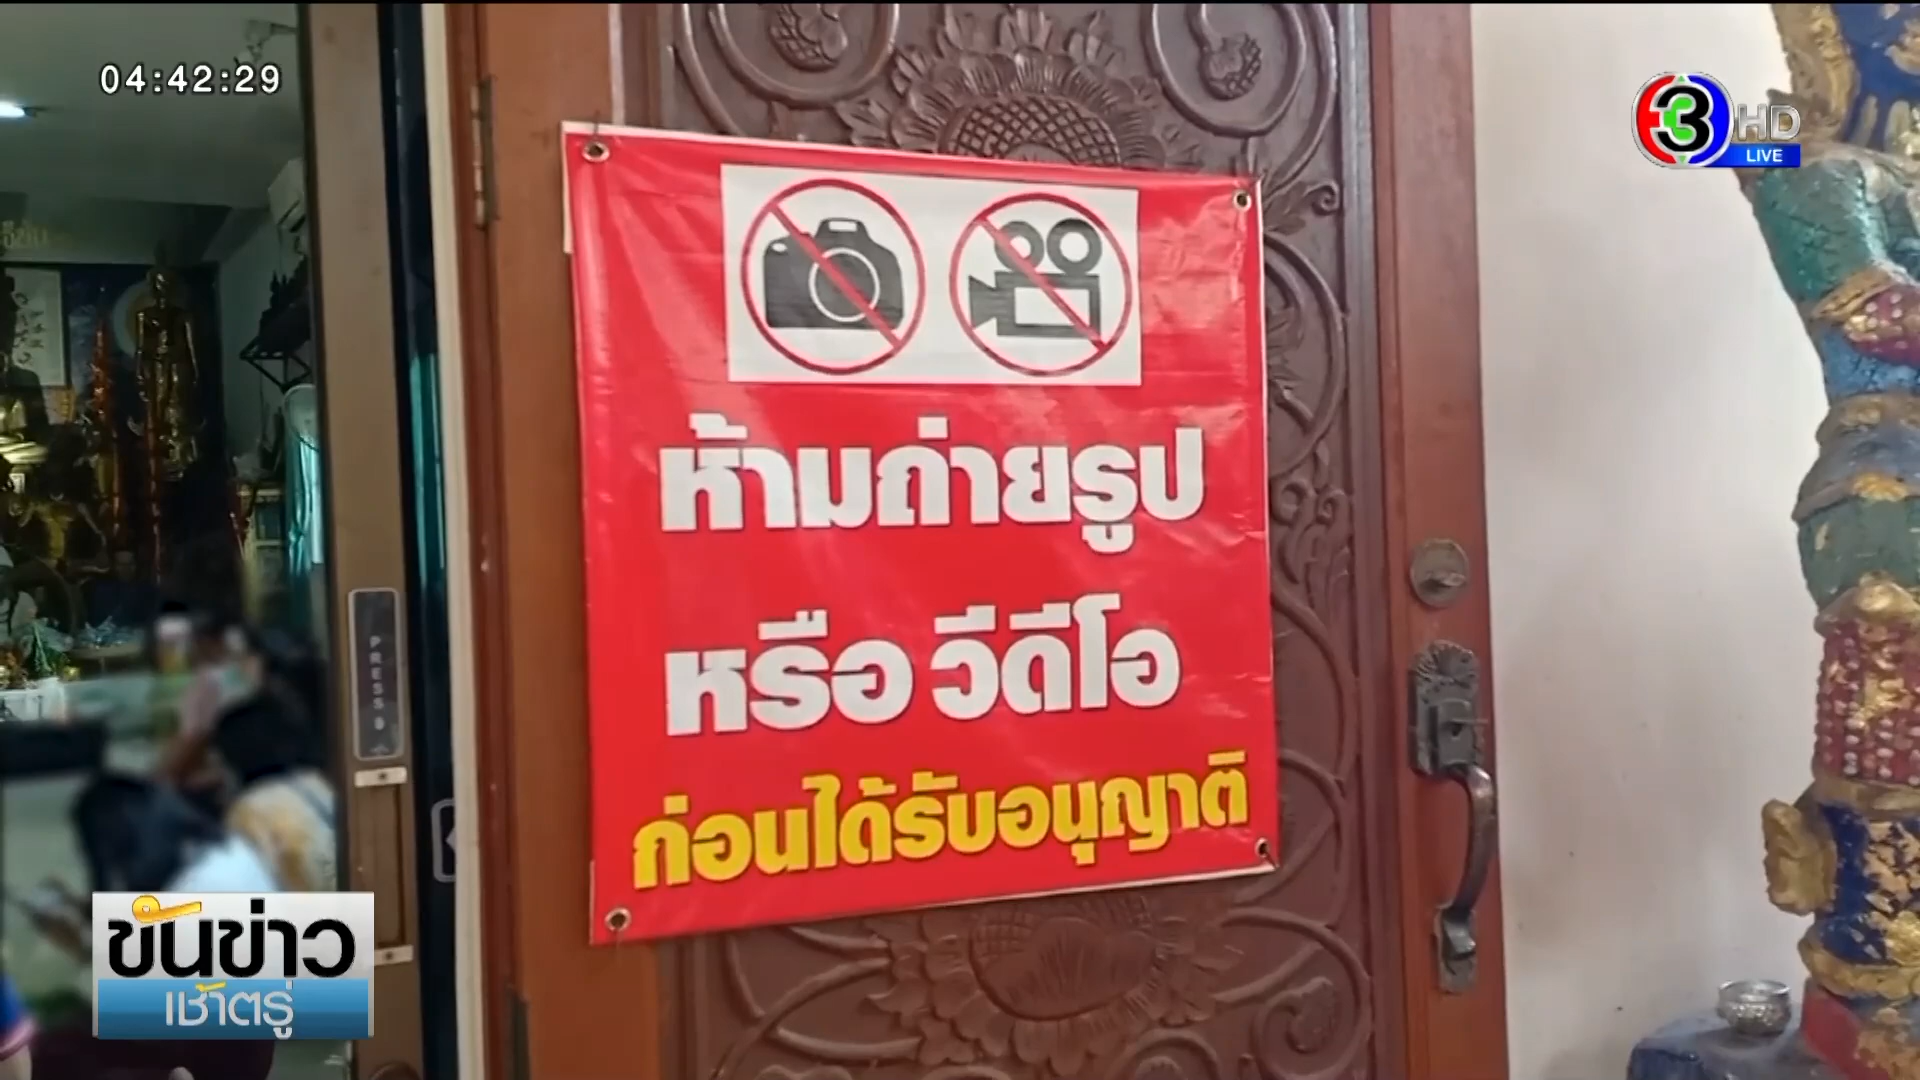 04:42:29
3 HD
LIVE
ห้ามถ่ายรูป
หรือ วีดีโอ
ก่อนได้รับอนุญาติ
PRESS
ขันข่าว
เช้าตรู่